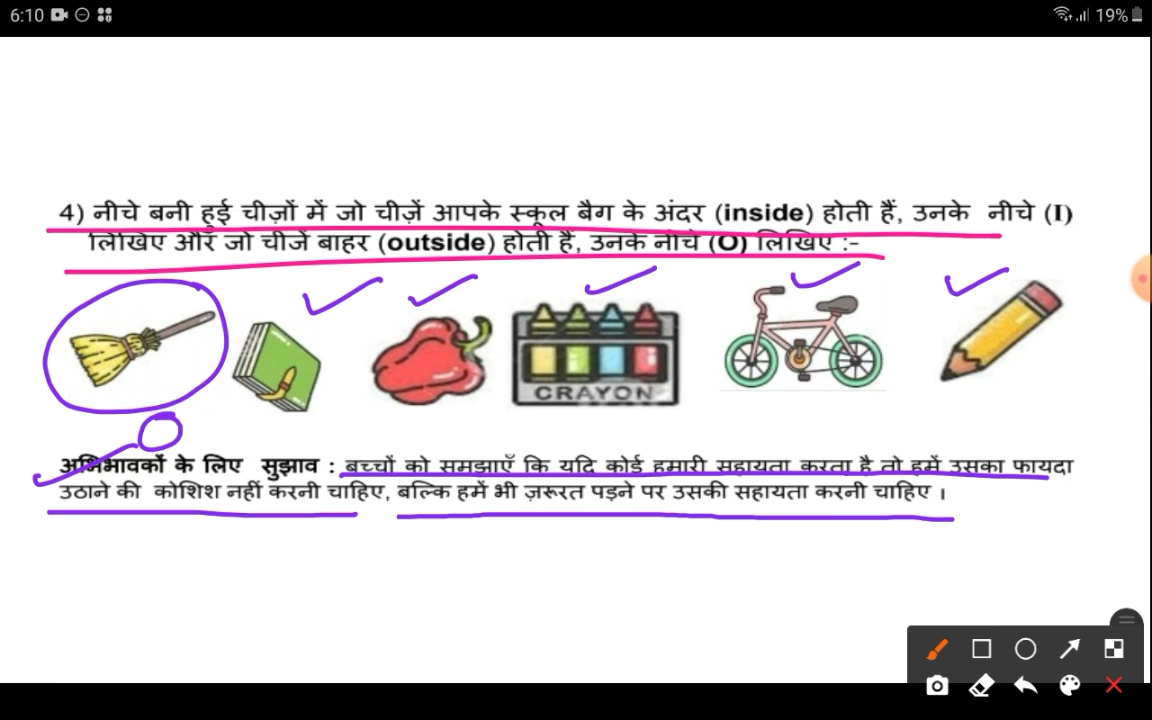 6:10
19%
4) नीचे बनी हुई चीज़ों में जो चीज़ें आपके स्कूल बैग के अंदर (inside) होती हैं, उनके नीचे (I)
लिखिए और जो चीजें बाहर (outside) होती हैं, उनके नीचे (O) लिखिए :-
CRAYON
O
अभिभावकों के लिए सुझाव : बच्चों को समझाएँ कि यदि कोई हमारी सहायता करता है तो हमें उसका फायदा
उठाने की कोशिश नहीं करनी चाहिए, बल्कि हमें भी ज़रूरत पड़ने पर उसकी सहायता करनी चाहिए ।